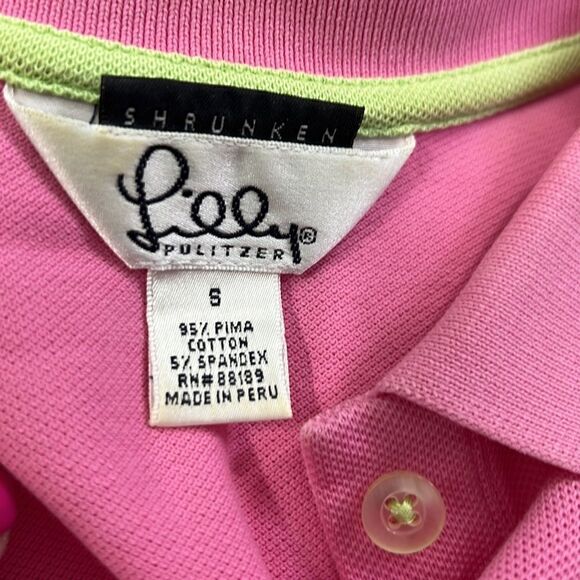 SHRUNKEN
Lilly®
PULITZER
S
95% PIMA
COTTON
5% SPANDEX
RN# 88189
MADE IN PERU